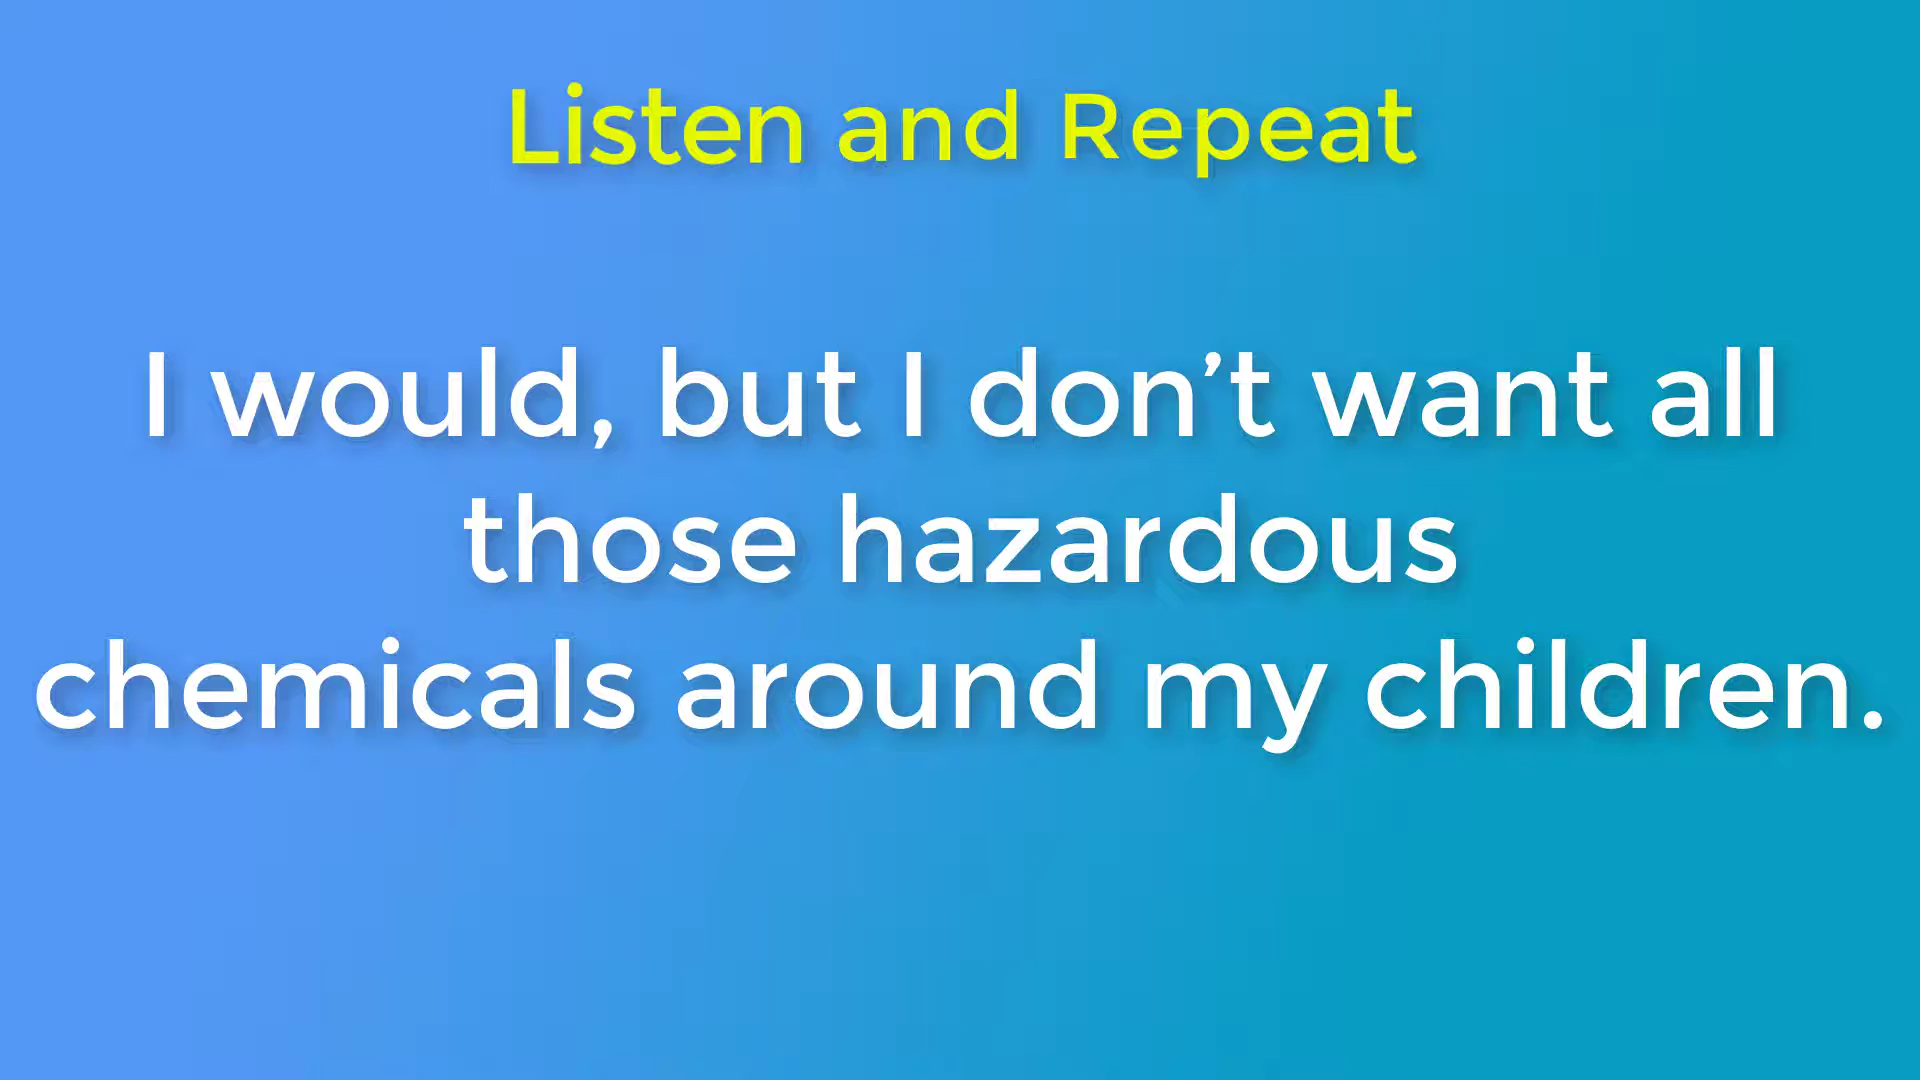 Listen and Repeat
I would, but I don’t want all
those hazardous
chemicals around my children.